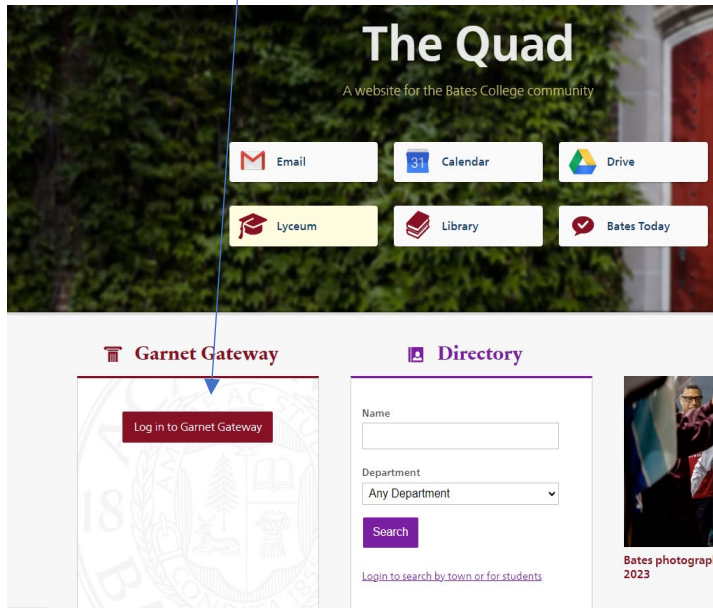 The Quad
A website for the Bates College community
Email
31
Calendar
Drive
Lyceum
Library
Bates Today
Garnet Gateway
Directory
Log in to Garnet Gateway
Name
Department
Any Department
Search
Login to search by town or for students
Bates photograp
2023